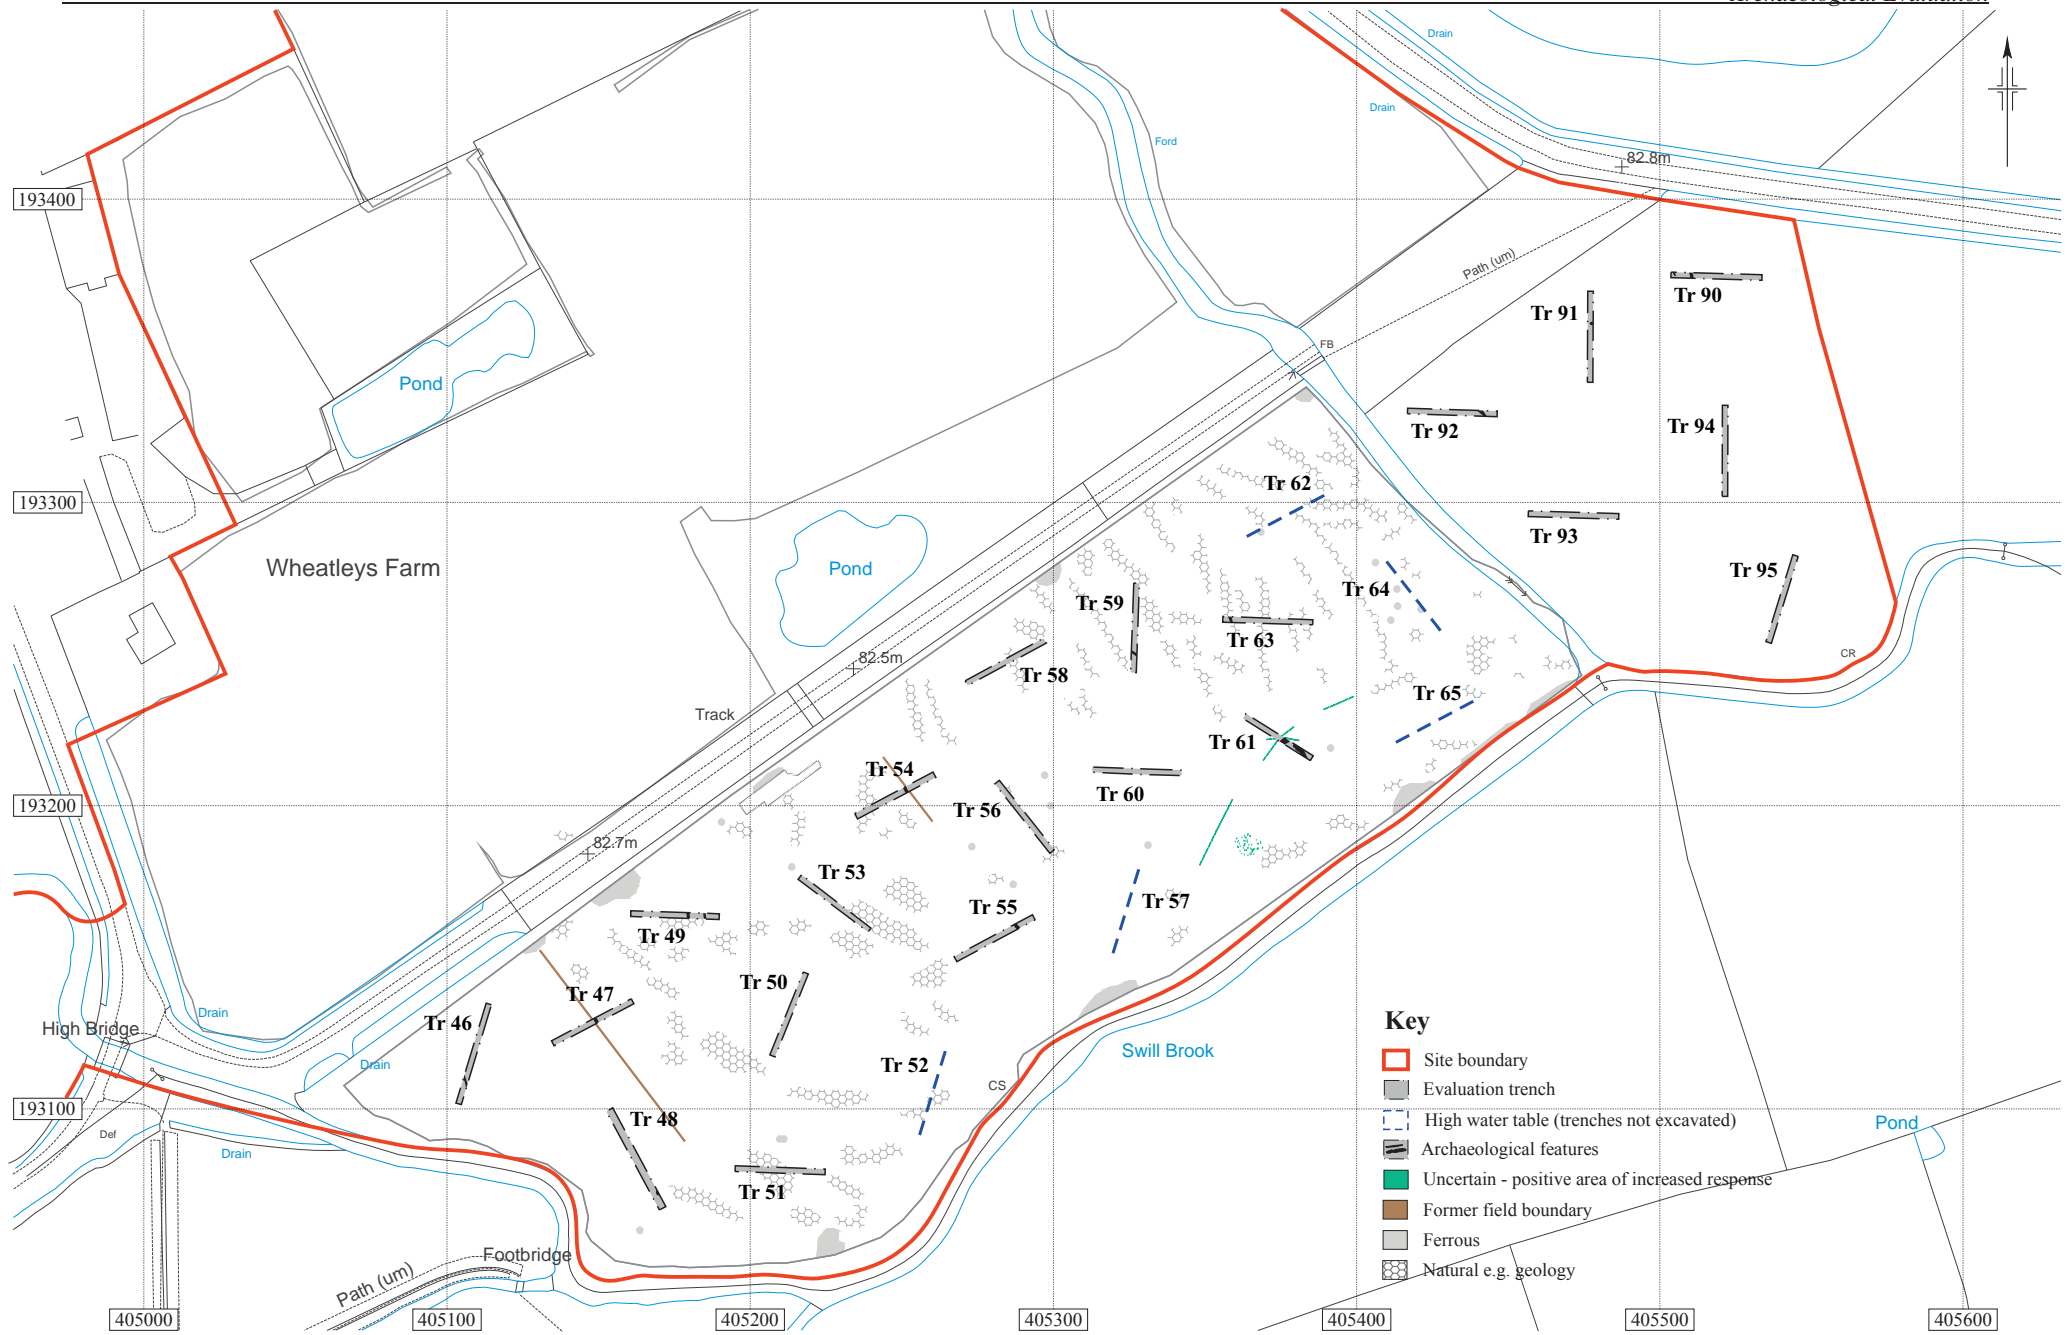 Archaeological Evaluation
Drain
Drain
Ford
82.8m
193400
Path (um)
Tr 90
Tr 91
FB
Pond
Tr 92
Tr 94
Tr 62
193300
Tr 93
Wheatleys Farm
Pond
Tr 95
Tr 64
Tr 59
Tr 63
CR
82.5m
Tr 58
Tr 65
Track
Tr 61
Tr 54
Tr 60
193200
Tr 56
82.7m
Tr 53
Tr 57
Tr 55
Tr 49
Tr 50
Tr 47
Drain
Tr 46
High Bridge
Swill Brook
Drain
Tr 52
CS
193100
Tr 48
Def
Drain
Tr 51
Footbridge
Path (um)
Pond
Key
Site boundary
Evaluation trench
High water table (trenches not excavated)
Archaeological features
Uncertain - positive area of increased response
Former field boundary
Ferrous
Natural e.g. geology
405000
405100
405200
405300
405400
405500
405600